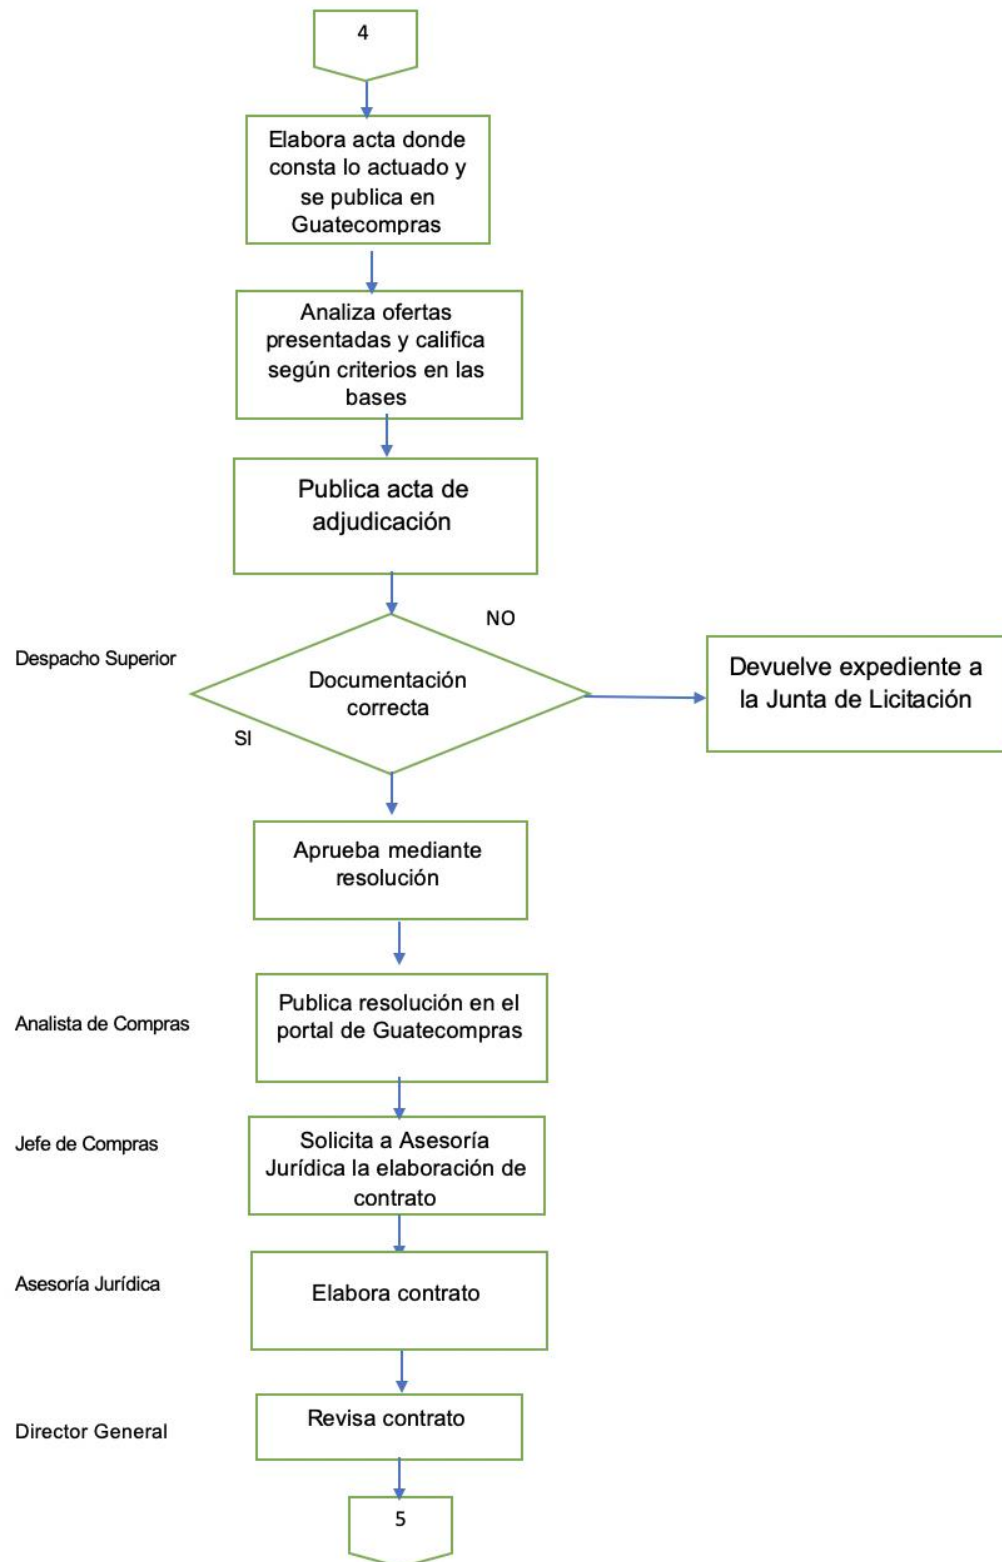 4
Elabora acta donde
consta lo actuado y
se publica en
Guatecompras
Analiza ofertas
presentadas y califica
según criterios en las
bases
Publica acta de
adjudicación
NO
Despacho Superior
Documentación
correcta
SI
Devuelve expediente a
la Junta de Licitación
Aprueba mediante
resolución
Analista de Compras
Publica resolución en el
portal de Guatecompras
Jefe de Compras
Solicita a Asesoría
Jurídica la elaboración de
contrato
Asesoría Jurídica
Elabora contrato
Director General
Revisa contrato
5